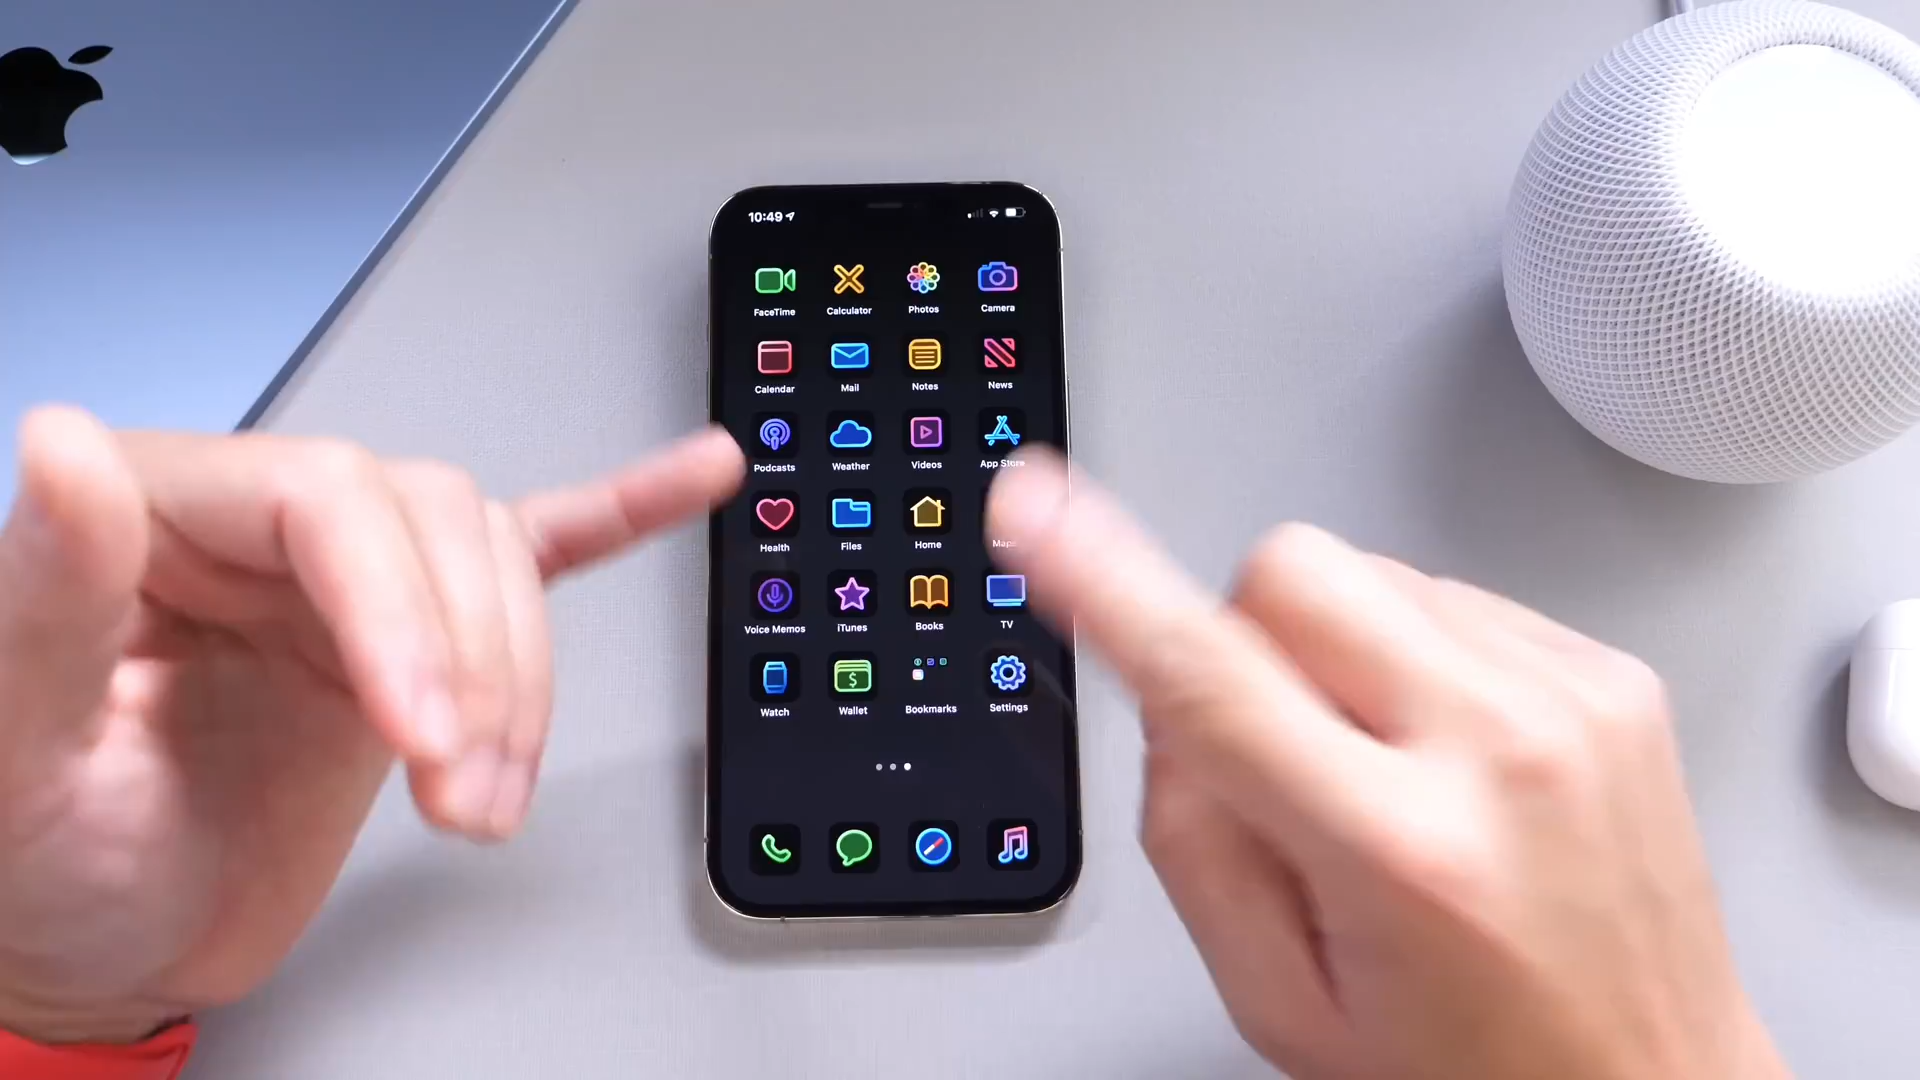 10:49
FaceTime Calculator Photos Camera
Calendar Mail Notes News
Podcasts Weather Videos App Store
Health Files Home Maps
Voice Memos iTunes Books TV
Watch Wallet Bookmarks Settings